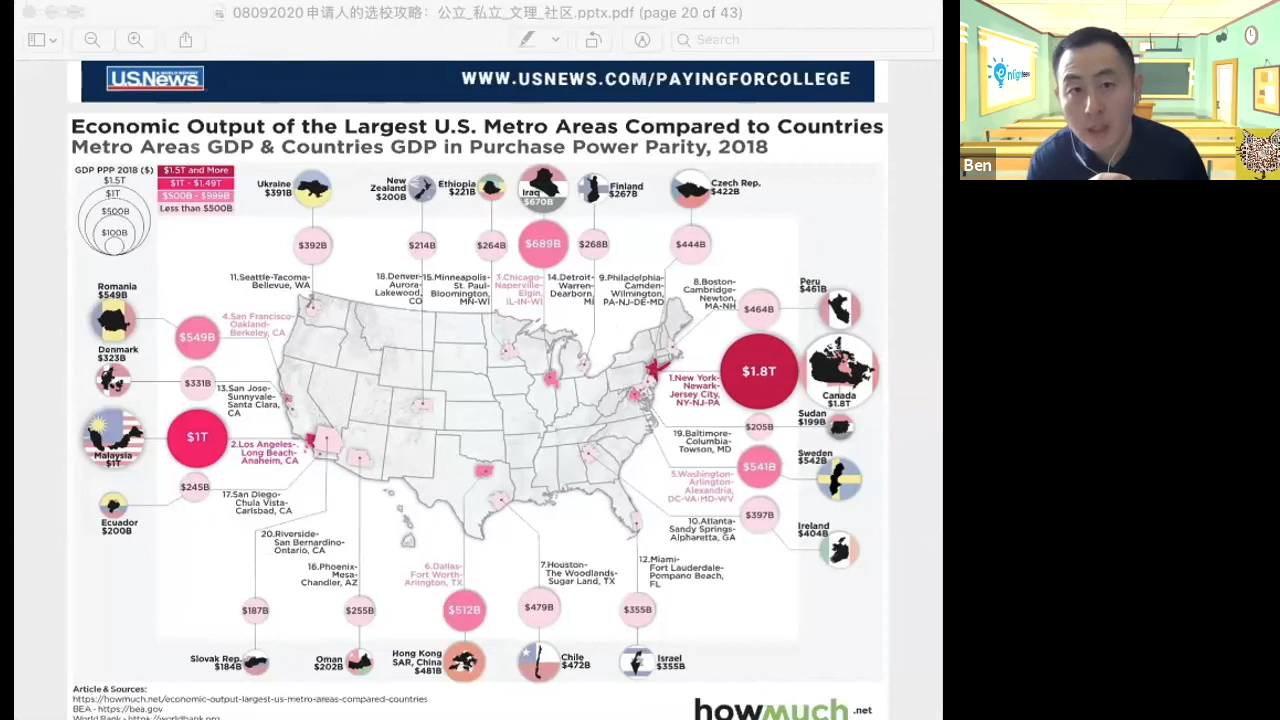 08092020 申请人的选校攻略：公立_私立_文理_社区.pptx.pdf (page 20 of 43)
Search
U.S.News
WWW.USNEWS.COM/PAYINGFORCOLLEGE
Economic Output of the Largest U.S. Metro Areas Compared to Countries
Metro Areas GDP & Countries GDP in Purchase Power Parity, 2018
GDP PPP 2018 ($)
$1.5T
$1T
$500B
$100B
$1.5T and More
$1T - $1.49T
$500B - $999B
Less than $500B
Ukraine
$391B
New
Zealand
$200B
Ethiopia
$221B
Iraq
$670B
Finland
$267B
Czech Rep.
$422B
$392B
$214B
$264B
$689B
$268B
$444B
11.Seattle-Tacoma-
Bellevue, WA
18.Denver-
Aurora-
Lakewood,
CO
15.Minneapolis-
St. Paul-
Bloomington,
MN-WI
3.Chicago-
Naperville-
Elgin,
IL-IN-WI
14.Detroit-
Warren-
Dearborn,
MI
9.Philadelphia-
Camden-
Wilmington,
PA-NJ-DE-MD
8.Boston-
Cambridge-
Newton,
MA-NH
$464B
Peru
$461B
Romania
$549B
$549B
4.San Francisco-
Oakland-
Berkeley, CA
Denmark
$323B
$331B
13.San Jose-
Sunnyvale-
Santa Clara,
CA
Malaysia
$1T
$1T
2.Los Angeles-
Long Beach-
Anaheim, CA
$245B
17.San Diego-
Chula Vista-
Carlsbad, CA
Ecuador
$200B
1.New York-
Newark-
Jersey City,
NY-NJ-PA
$1.8T
Canada
$1.8T
19.Baltimore-
Columbia-
Towson, MD
$205B
Sudan
$199B
5.Washington-
Arlington-
Alexandria,
DC-VA-MD-WV
$541B
Sweden
$542B
10.Atlanta-
Sandy Springs-
Alpharetta, GA
$397B
Ireland
$404B
20.Riverside-
San Bernardino-
Ontario, CA
16.Phoenix-
Mesa-
Chandler, AZ
6.Dallas-
Fort Worth-
Arlington, TX
7.Houston-
The Woodlands-
Sugar Land, TX
12.Miami-
Fort Lauderdale-
Pompano Beach,
FL
$187B
$255B
$512B
$479B
$355B
Slovak Rep.
$184B
Oman
$202B
Hong Kong
SAR, China
$481B
Chile
$472B
Israel
$355B
Article & Sources:
https://howmuch.net/economic-output-largest-us-metro-areas-compared-countries
BEA - https://bea.gov
World Bank - https://worldbank.org
howmuch.net
Ben